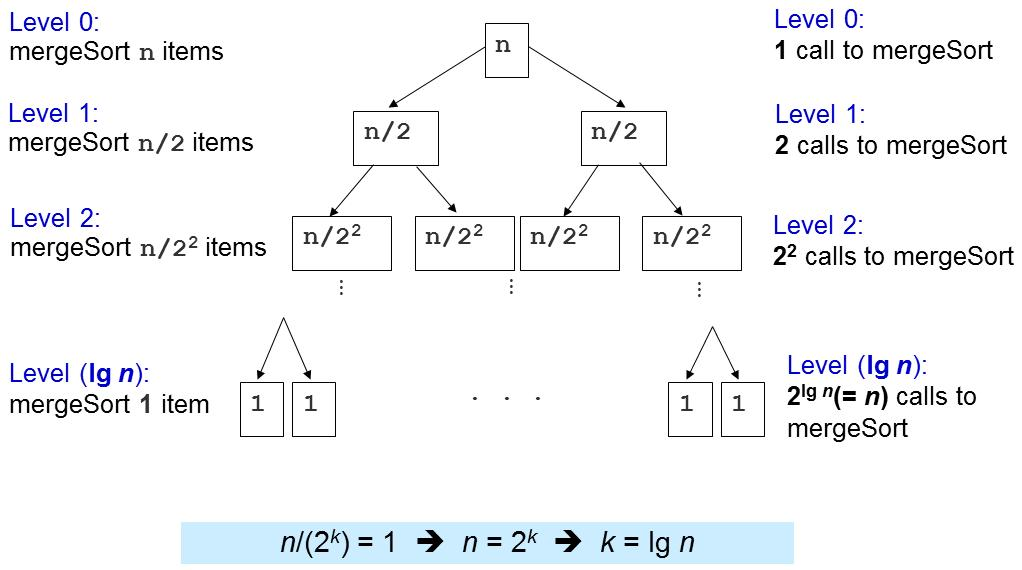 Level 0:
mergeSort n items
n
Level 0:
1 call to mergeSort
Level 1:
mergeSort n/2 items
n/2
n/2
Level 1:
2 calls to mergeSort
Level 2:
mergeSort n/2² items
n/2²
n/2²
n/2²
n/2²
Level 2:
2² calls to mergeSort
⋮
⋮
⋮
Level (lg n):
mergeSort 1 item
1
1
. . .
1
1
Level (lg n):
2^lg n(= n) calls to
mergeSort
n/(2ᵏ) = 1 ➔ n = 2ᵏ ➔ k = lg n